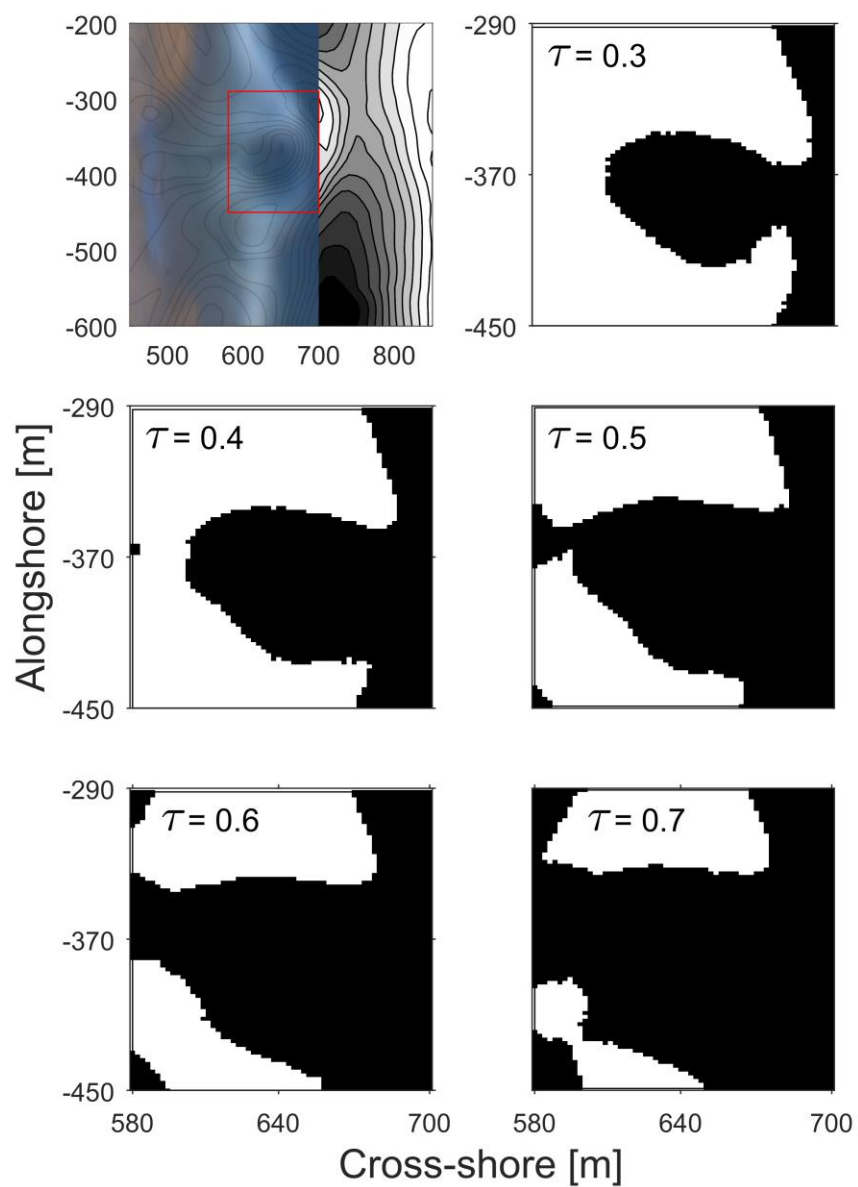 -200
-300
-400
-500
-600
500 600 700 800
-290
-370
-450
τ = 0.3
-290
-370
-450
τ = 0.4
τ = 0.5
Alongshore [m]
-290
-370
-450
τ = 0.6
τ = 0.7
580 640 700
580 640 700
Cross-shore [m]